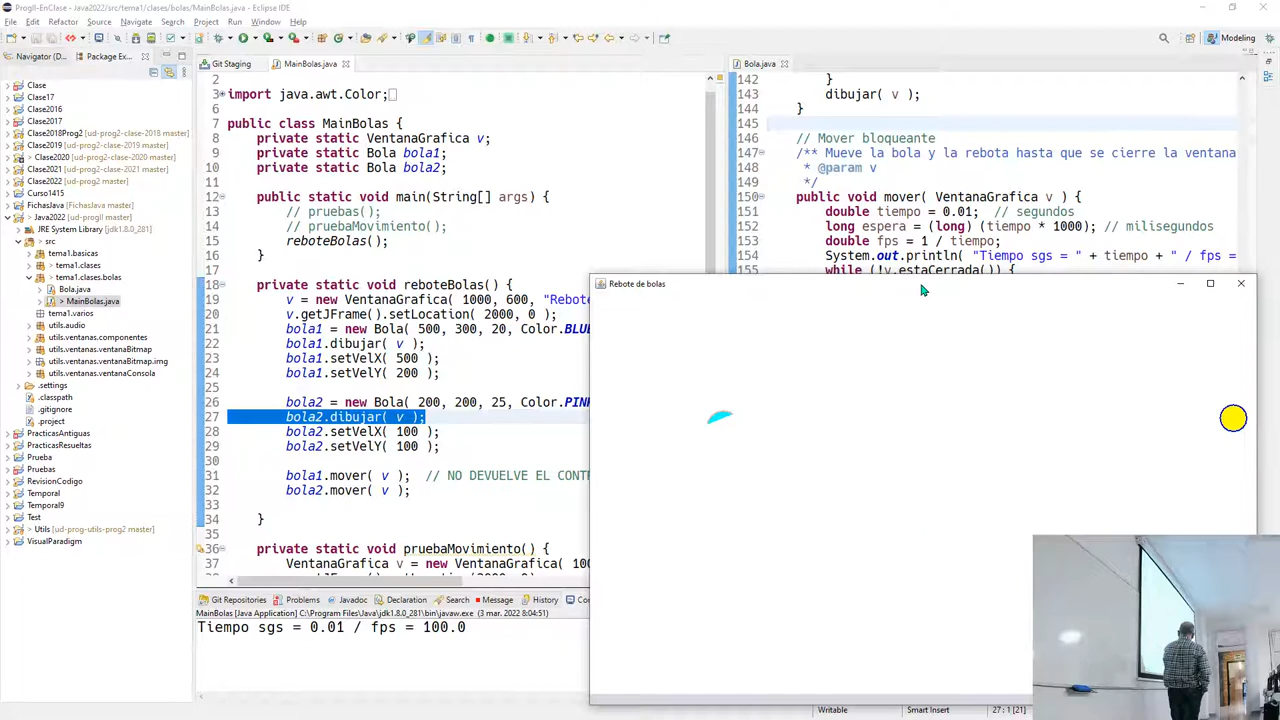 ProgII-EnClase - Java2022/src/tema1/clases/bolas/MainBolas.java - Eclipse IDE
File Edit Refactor Source Navigate Search Project Run Window Help
Modeling
Navigator (D...
Package Ex...
Clase
Clase17
Clase2016
Clase2017
Clase2018Prog2 [ud-prog2-clase-2018 master]
Clase2019 [ud-prog2-clase-2019 master]
> Clase2020 [ud-prog2-clase-2020 master]
Clase2021 [ud-prog2-clase-2021 master]
Clase2022 [ud-prog2-clase-2022 master]
Curso1415
FichasJava [FichasJava master]
Java2022 [ud-progII master]
JRE System Library [jdk1.8.0_281]
src
tema1.basicas
tema1.clases
tema1.clases.bolas
Bola.java
> MainBolas.java
tema1.varios
utils.audio
utils.ventanas.componentes
utils.ventanas.ventanaBitmap
utils.ventanas.ventanaBitmap.img
utils.ventanas.ventanaConsola
.settings
.classpath
.gitignore
.project
PracticasAntiguas
PracticasResueltas
Prueba
Pruebas
RevisionCodigo
Temporal
Temporal9
Test
Utils [ud-prog-utils-prog2 master]
VisualParadigm
Git Staging
MainBolas.java
2
3 import java.awt.Color;
6
7 public class MainBolas {
8 private static VentanaGrafica v;
9 private static Bola bola1;
10 private static Bola bola2;
11
12 public static void main(String[] args) {
13 // pruebas();
14 // pruebaMovimiento();
15 reboteBolas();
16 }
17
18 private static void reboteBolas() {
19 v = new VentanaGrafica( 1000, 600, "Rebote
20 v.getJFrame().setLocation( 2000, 0 );
21 bola1 = new Bola( 500, 300, 20, Color.BLUE
22 bola1.dibujar( v );
23 bola1.setVelX( 500 );
24 bola1.setVelY( 200 );
25
26 bola2 = new Bola( 200, 200, 25, Color.PINK
27 bola2.dibujar( v );
28 bola2.setVelX( 100 );
29 bola2.setVelY( 100 );
30
31 bola1.mover( v ); // NO DEVUELVE EL CONT
32 bola2.mover( v );
33
34 }
35
36 private static void pruebaMovimiento() {
37 VentanaGrafica v = new VentanaGrafica( 100
Bola.java
142 }
143 dibujar( v );
144 }
145
146 // Mover bloqueante
147 /** Mueve la bola y la rebota hasta que se cierre la ventana
148 * @param v
149 */
150 public void mover( VentanaGrafica v ) {
151 double tiempo = 0.01; // segundos
152 long espera = (long) (tiempo * 1000); // milisegundos
153 double fps = 1 / tiempo;
154 System.out.println( "Tiempo sgs = " + tiempo + " / fps =
155 while (!v.estaCerrada()) {
Rebote de bolas
Git Repositories Problems Javadoc Declaration Search Message History Co
MainBolas [Java Application] C:\Program Files\Java\jdk1.8.0_281\bin\javaw.exe (3 mar. 2022 8:04:51)
Tiempo sgs = 0.01 / fps = 100.0
Writable
Smart Insert
27 : 1 [21]